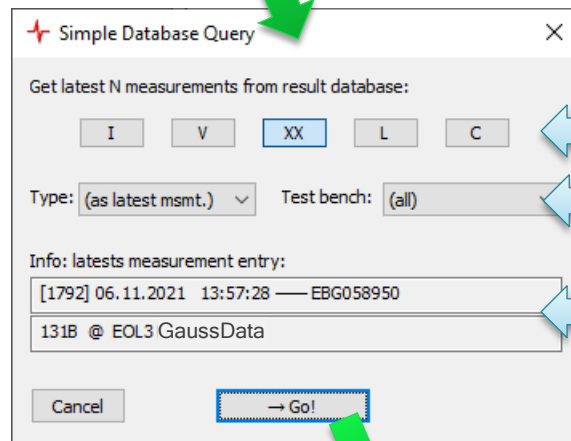 Simple Database Query
Get latest N measurements from result database:
I V XX L C
Type: (as latest msmt.) Test bench: (all)
Info: latests measurement entry:
[1792] 06.11.2021 13:57:28 —— EBG058950
131B @ EOL3 GaussData
Cancel → Go!